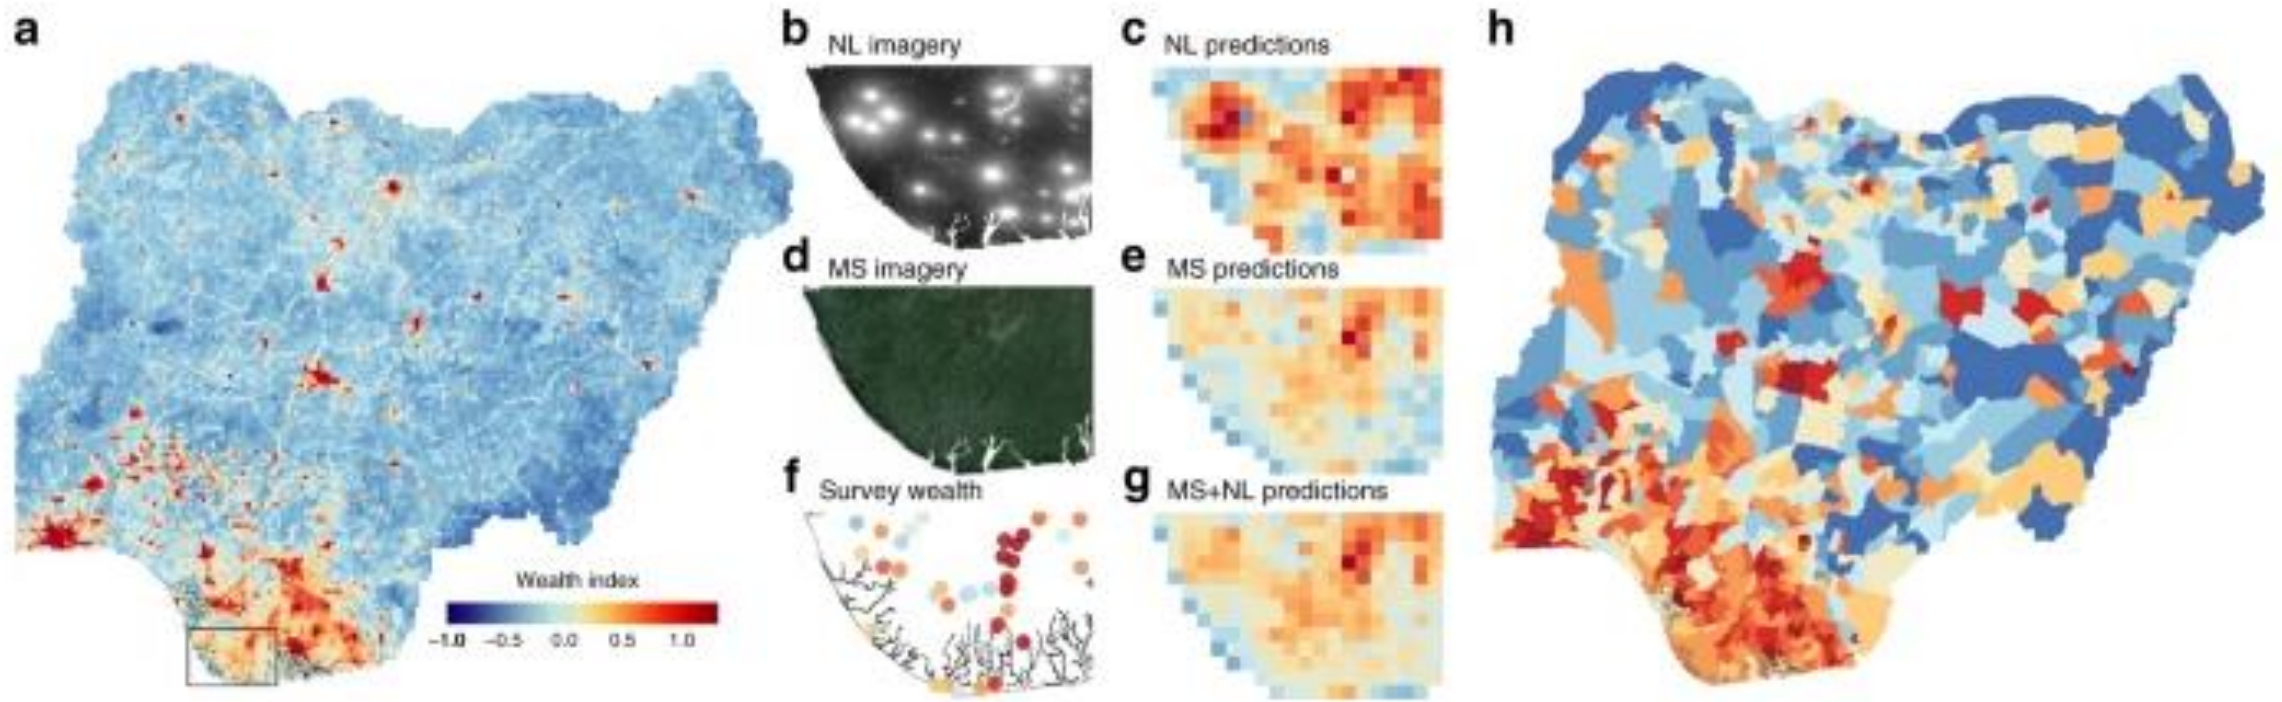 a
b NL imagery
c NL predictions
h
d MS imagery
e MS predictions
f Survey wealth
g MS+NL predictions
Wealth index
−1.0 −0.5 0.0 0.5 1.0